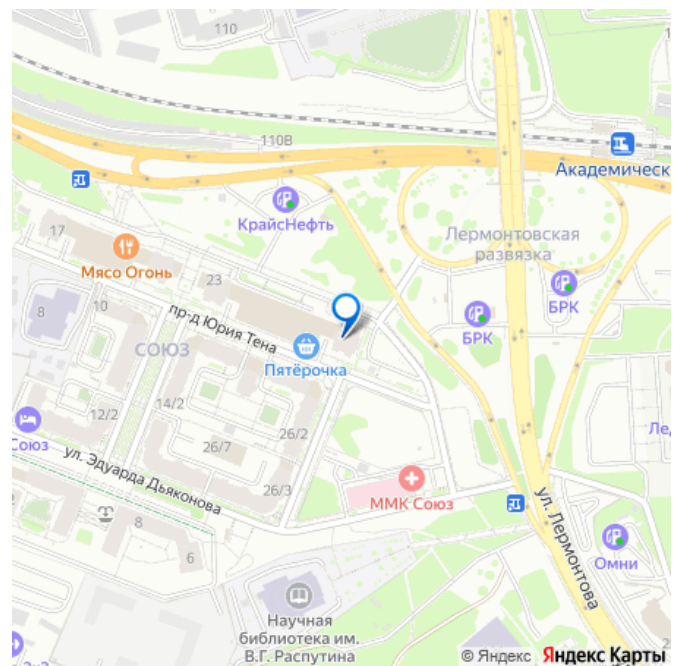 110
110
110В
Академическ
КрайсНефть
Лермонтовская
развязка
17
Мясо Огонь
23
БРК
БРК
8
10
пр-д Юрия Тена
СОЮЗ
Пятёрочка
12/2
14/2
26/2
Союз
26/7
Ле
ул. Эдуарда Дьяконова
26/3
ММК Союз
8
6
ул. Лермонтова
Омни
Научная
библиотека им.
В.Г. Распутина
© Яндекс Яндекс Карты